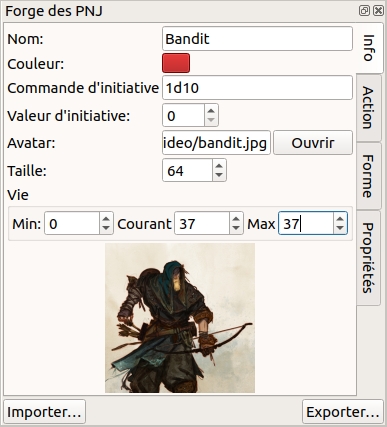 Forge des PNJ
Nom: Bandit
Couleur:
Commande d'initiative 1d10
Valeur d'initiative: 0
Avatar: ideo/bandit.jpg Ouvrir
Taille: 64
Vie
Min: 0 Courant 37 Max 37
Info
Action
Forme
Propriétés
Importer... Exporter...